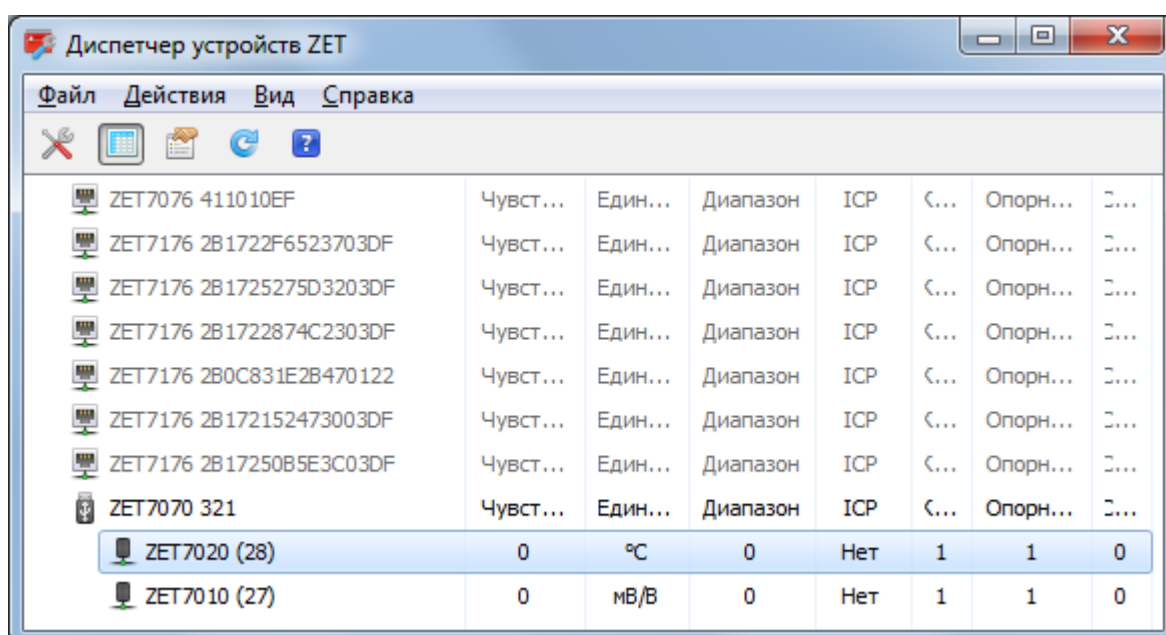 Диспетчер устройств ZET
Файл Действия Вид Справка
ZET7076 411010EF Чувст... Един... Диапазон ICP С... Опорн... С...
ZET7176 2B1722F6523703DF Чувст... Един... Диапазон ICP С... Опорн... С...
ZET7176 2B1725275D3203DF Чувст... Един... Диапазон ICP С... Опорн... С...
ZET7176 2B1722874C2303DF Чувст... Един... Диапазон ICP С... Опорн... С...
ZET7176 2B0C831E2B470122 Чувст... Един... Диапазон ICP С... Опорн... С...
ZET7176 2B172152473003DF Чувст... Един... Диапазон ICP С... Опорн... С...
ZET7176 2B17250B5E3C03DF Чувст... Един... Диапазон ICP С... Опорн... С...
ZET7070 321 Чувст... Един... Диапазон ICP С... Опорн... С...
ZET7020 (28) 0 °C 0 Нет 1 1 0
ZET7010 (27) 0 мВ/В 0 Нет 1 1 0